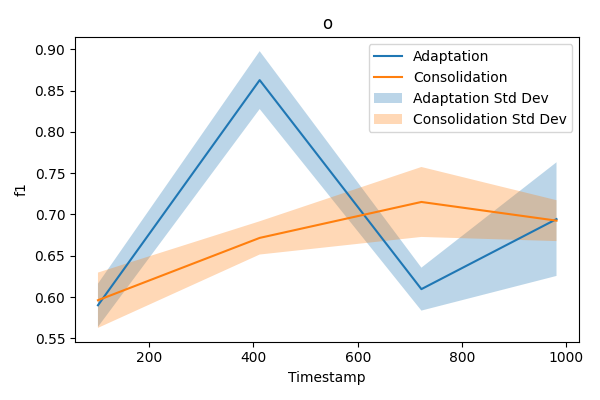 o
0.90
0.85
0.80
0.75
0.70
0.65
0.60
0.55
f1
Adaptation
Consolidation
Adaptation Std Dev
Consolidation Std Dev
200
400
600
800
1000
Timestamp